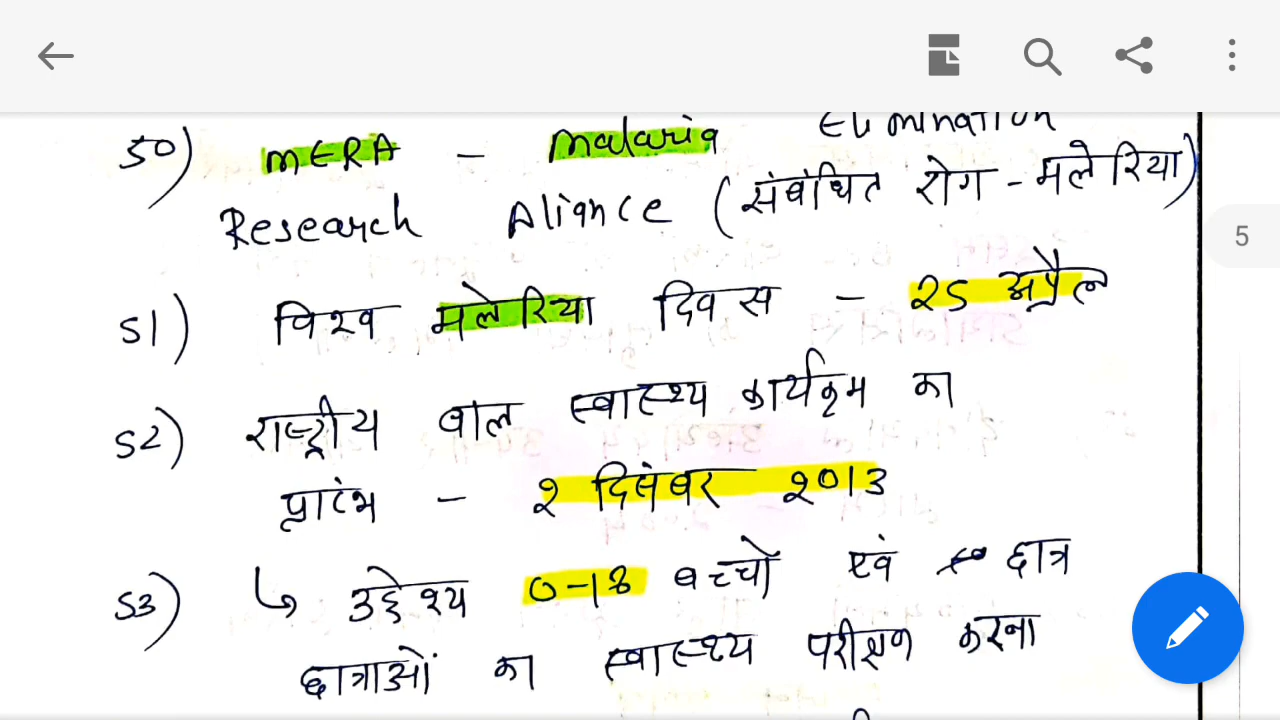 50) MERA - Malaria Elimination
Research Aliance (संबंधित रोग - मलेरिया)
5
51) विश्व मलेरिया दिवस - 25 अप्रैल
52) राष्ट्रीय बाल स्वास्थ्य कार्यक्रम का
प्रारंभ - 2 दिसंबर 2013
53) ↳ उद्देश्य 0-18 बच्चों एवं छात्र
छात्राओं का स्वास्थ्य परीक्षण करना